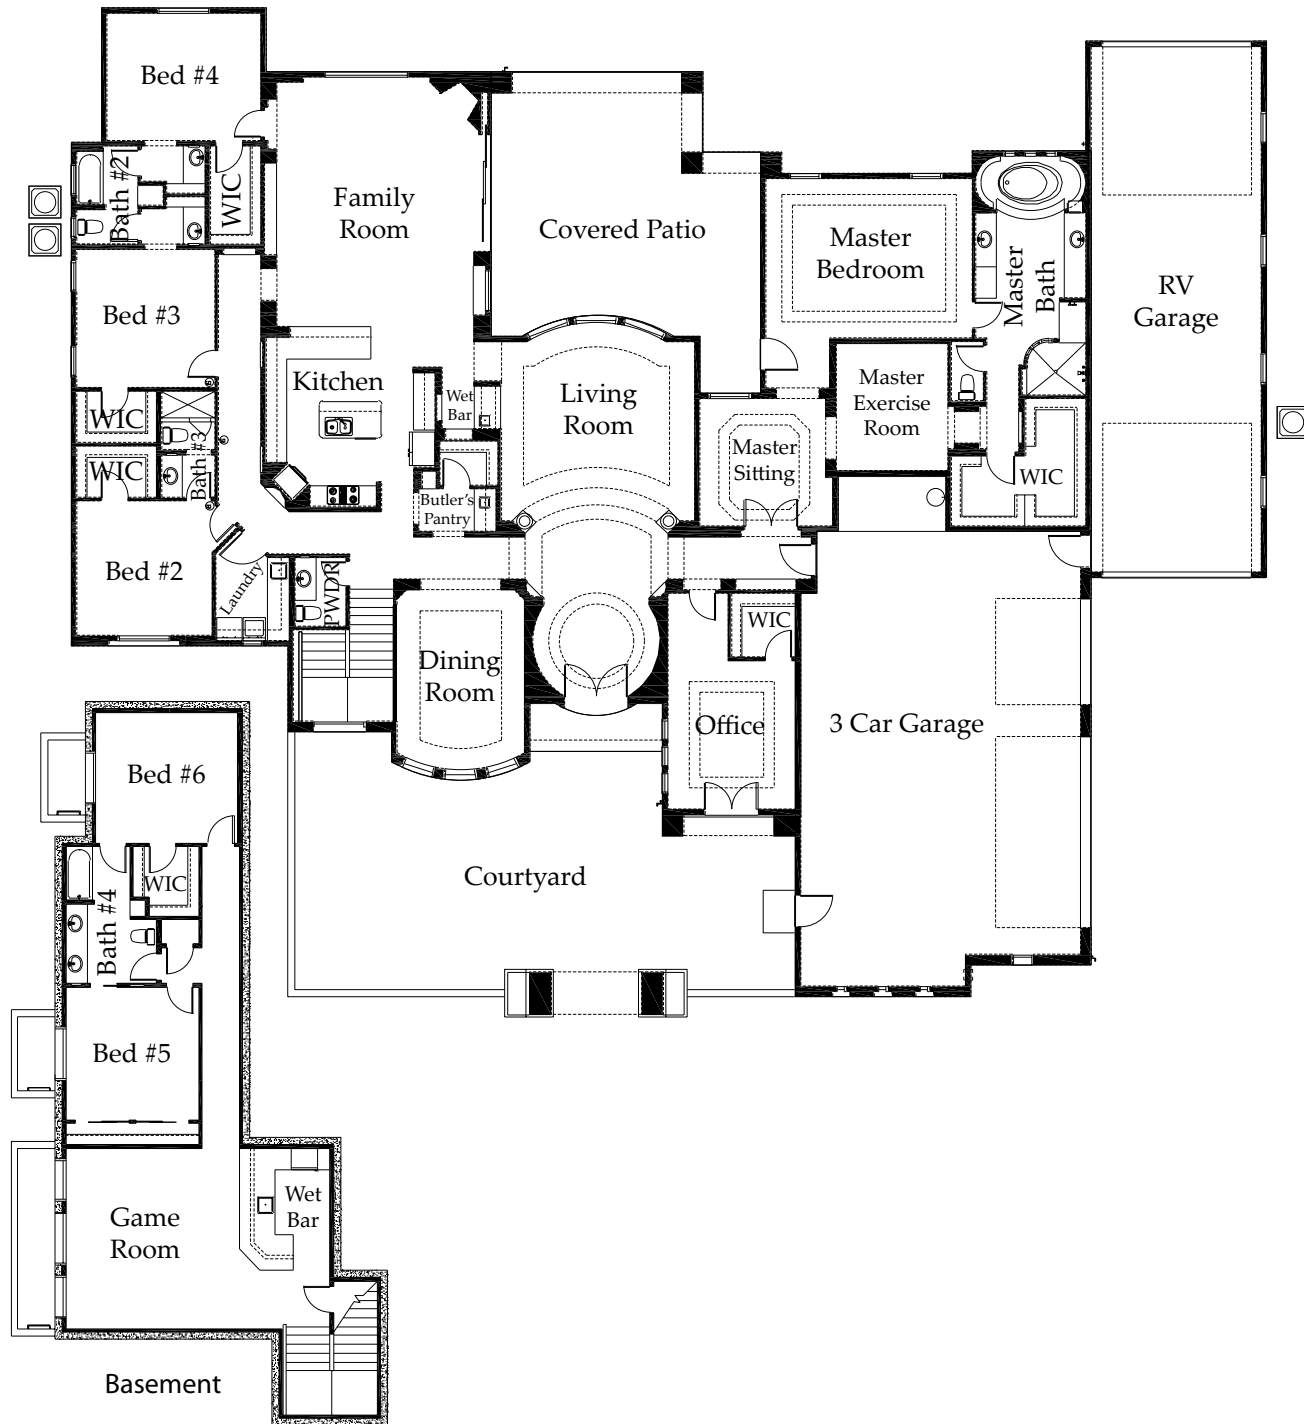 Bed #4
Bath #2
WIC
Family
Room
Covered Patio
Master
Bedroom
Master
Bath
RV
Garage
Bed #3
Kitchen
Wet
Bar
Living
Room
Master
Exercise
Room
WIC
WIC
Bath #3
Master
Sitting
WIC
Butler's
Pantry
Bed #2
Laundry
PWDR
WIC
Dining
Room
Office
3 Car Garage
Bed #6
Courtyard
WIC
Bath #4
Bed #5
Game
Room
Wet
Bar
Basement